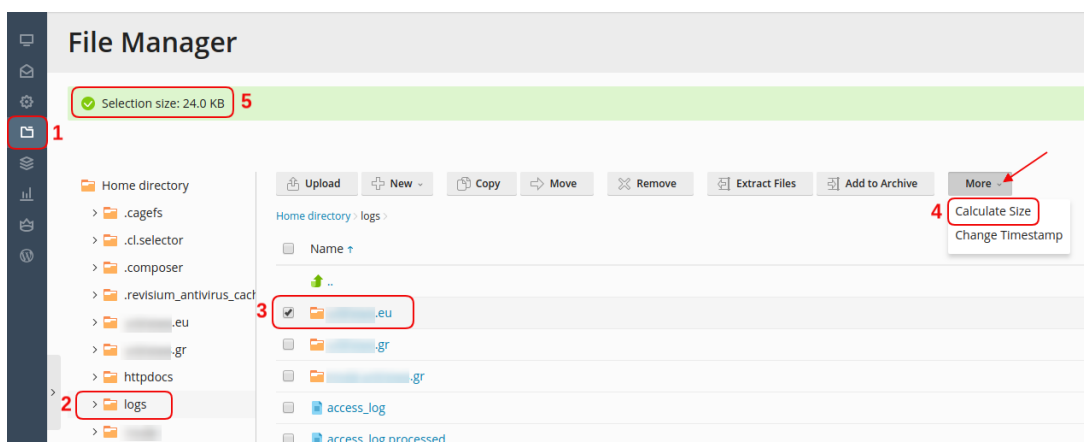 File Manager
Selection size: 24.0 KB 5
1
Home directory
.cagefs
.cl.selector
.composer
.revisium_antivirus_cach
.eu
.gr
httpdocs
2 logs
Upload New Copy Move Remove Extract Files Add to Archive More
4 Calculate Size
Change Timestamp
Home directory > logs >
Name ↑
..
3 .eu
.gr
.gr
access_log
access_log.processed